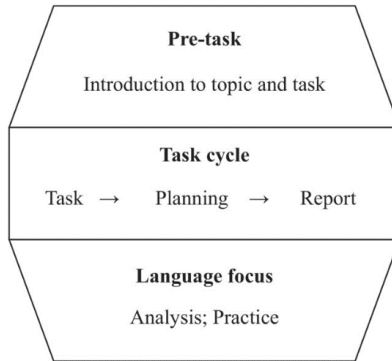 Pre-task
Introduction to topic and task
Task cycle
Task → Planning → Report
Language focus
Analysis; Practice